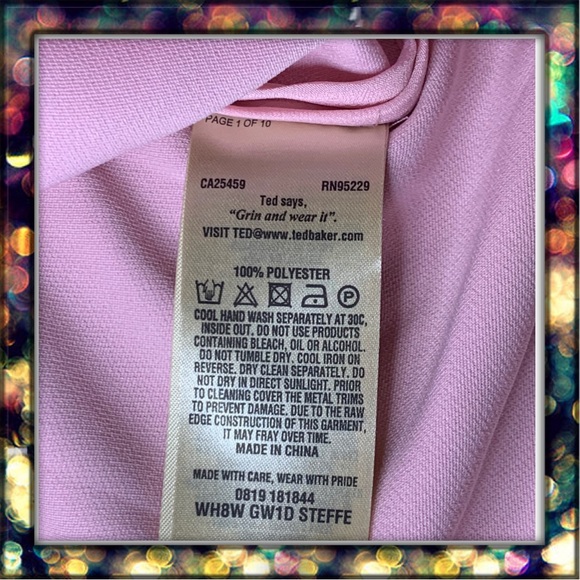 PAGE 1 OF 10
CA25459 RN95229
Ted says,
"Grin and wear it".
VISIT TED@www.tedbaker.com
100% POLYESTER
COOL HAND WASH SEPARATELY AT 30C,
INSIDE OUT. DO NOT USE PRODUCTS
CONTAINING BLEACH, OIL OR ALCOHOL.
DO NOT TUMBLE DRY. COOL IRON ON
REVERSE. DRY CLEAN SEPARATELY. DO
NOT DRY IN DIRECT SUNLIGHT. PRIOR
TO CLEANING COVER THE METAL TRIMS
TO PREVENT DAMAGE. DUE TO THE RAW
EDGE CONSTRUCTION OF THIS GARMENT,
IT MAY FRAY OVER TIME.
MADE IN CHINA
MADE WITH CARE, WEAR WITH PRIDE
0819 181844
WH8W GW1D STEFFE